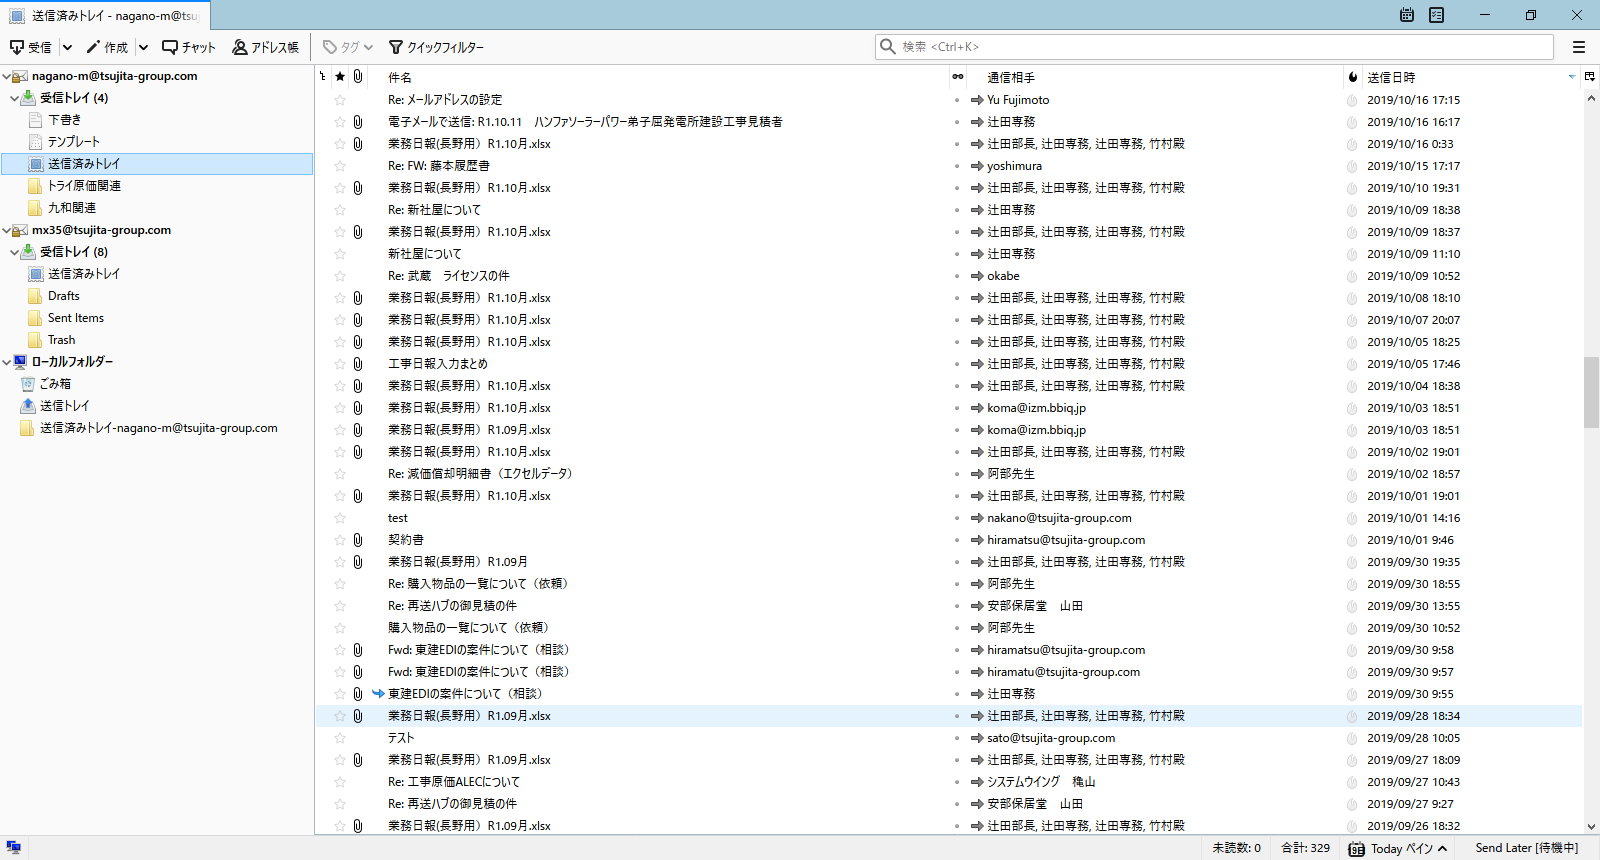 送信済みトレイ - nagano-m@tsu
受信 作成 チャット アドレス帳 タグ クイックフィルター 検索 <Ctrl+K>
nagano-m@tsujita-group.com
受信トレイ (4)
下書き
テンプレート
送信済みトレイ
トライ原価関連
九和関連
mx35@tsujita-group.com
受信トレイ (8)
送信済みトレイ
Drafts
Sent Items
Trash
ローカルフォルダー
ごみ箱
送信トレイ
送信済みトレイ-nagano-m@tsujita-group.com
件名 通信相手 送信日時
Re: メールアドレスの設定 Yu Fujimoto 2019/10/16 17:15
電子メールで送信: R1.10.11　ハンファソーラーパワー弟子屈発電所建設工事見積者 辻田専務 2019/10/16 16:17
業務日報(長野用）R1.10月.xlsx 辻田部長, 辻田専務, 辻田専務, 竹村殿 2019/10/16 0:33
Re: FW: 藤本履歴書 yoshimura 2019/10/15 17:17
業務日報(長野用）R1.10月.xlsx 辻田部長, 辻田専務, 辻田専務, 竹村殿 2019/10/10 19:31
Re: 新社屋について 辻田専務 2019/10/09 18:38
業務日報(長野用）R1.10月.xlsx 辻田部長, 辻田専務, 辻田専務, 竹村殿 2019/10/09 18:37
新社屋について 辻田専務 2019/10/09 11:10
Re: 武蔵　ライセンスの件 okabe 2019/10/09 10:52
業務日報(長野用）R1.10月.xlsx 辻田部長, 辻田専務, 辻田専務, 竹村殿 2019/10/08 18:10
業務日報(長野用）R1.10月.xlsx 辻田部長, 辻田専務, 辻田専務, 竹村殿 2019/10/07 20:07
業務日報(長野用）R1.10月.xlsx 辻田部長, 辻田専務, 辻田専務, 竹村殿 2019/10/05 18:25
工事日報入力まとめ 辻田部長, 辻田専務, 辻田専務, 竹村殿 2019/10/05 17:46
業務日報(長野用）R1.10月.xlsx 辻田部長, 辻田専務, 辻田専務, 竹村殿 2019/10/04 18:38
業務日報(長野用）R1.10月.xlsx koma@izm.bbiq.jp 2019/10/03 18:51
業務日報(長野用）R1.09月.xlsx koma@izm.bbiq.jp 2019/10/03 18:51
業務日報(長野用）R1.10月.xlsx 辻田部長, 辻田専務, 辻田専務, 竹村殿 2019/10/02 19:01
Re: 減価償却明細書（エクセルデータ） 阿部先生 2019/10/02 18:57
業務日報(長野用）R1.10月.xlsx 辻田部長, 辻田専務, 辻田専務, 竹村殿 2019/10/01 19:01
test nakano@tsujita-group.com 2019/10/01 14:16
契約書 hiramatsu@tsujita-group.com 2019/10/01 9:46
業務日報(長野用）R1.09月 辻田部長, 辻田専務, 辻田専務, 竹村殿 2019/09/30 19:35
Re: 購入物品の一覧について（依頼） 阿部先生 2019/09/30 18:55
Re: 再送ハブの御見積の件 安部保居堂　山田 2019/09/30 13:55
購入物品の一覧について（依頼） 阿部先生 2019/09/30 10:52
Fwd: 東建EDIの案件について（相談） hiramatsu@tsujita-group.com 2019/09/30 9:58
Fwd: 東建EDIの案件について（相談） hiramatu@tsujita-group.com 2019/09/30 9:57
東建EDIの案件について（相談） 辻田専務 2019/09/30 9:55
業務日報(長野用）R1.09月.xlsx 辻田部長, 辻田専務, 辻田専務, 竹村殿 2019/09/28 18:34
テスト sato@tsujita-group.com 2019/09/28 10:05
業務日報(長野用）R1.09月.xlsx 辻田部長, 辻田専務, 辻田専務, 竹村殿 2019/09/27 18:09
Re: 工事原価ALECについて システムウイング　穐山 2019/09/27 10:43
Re: 再送ハブの御見積の件 安部保居堂　山田 2019/09/27 9:27
業務日報(長野用）R1.09月.xlsx 辻田部長, 辻田専務, 辻田専務, 竹村殿 2019/09/26 18:32
未読数: 0 合計: 329 Today ペイン Send Later [待機中]